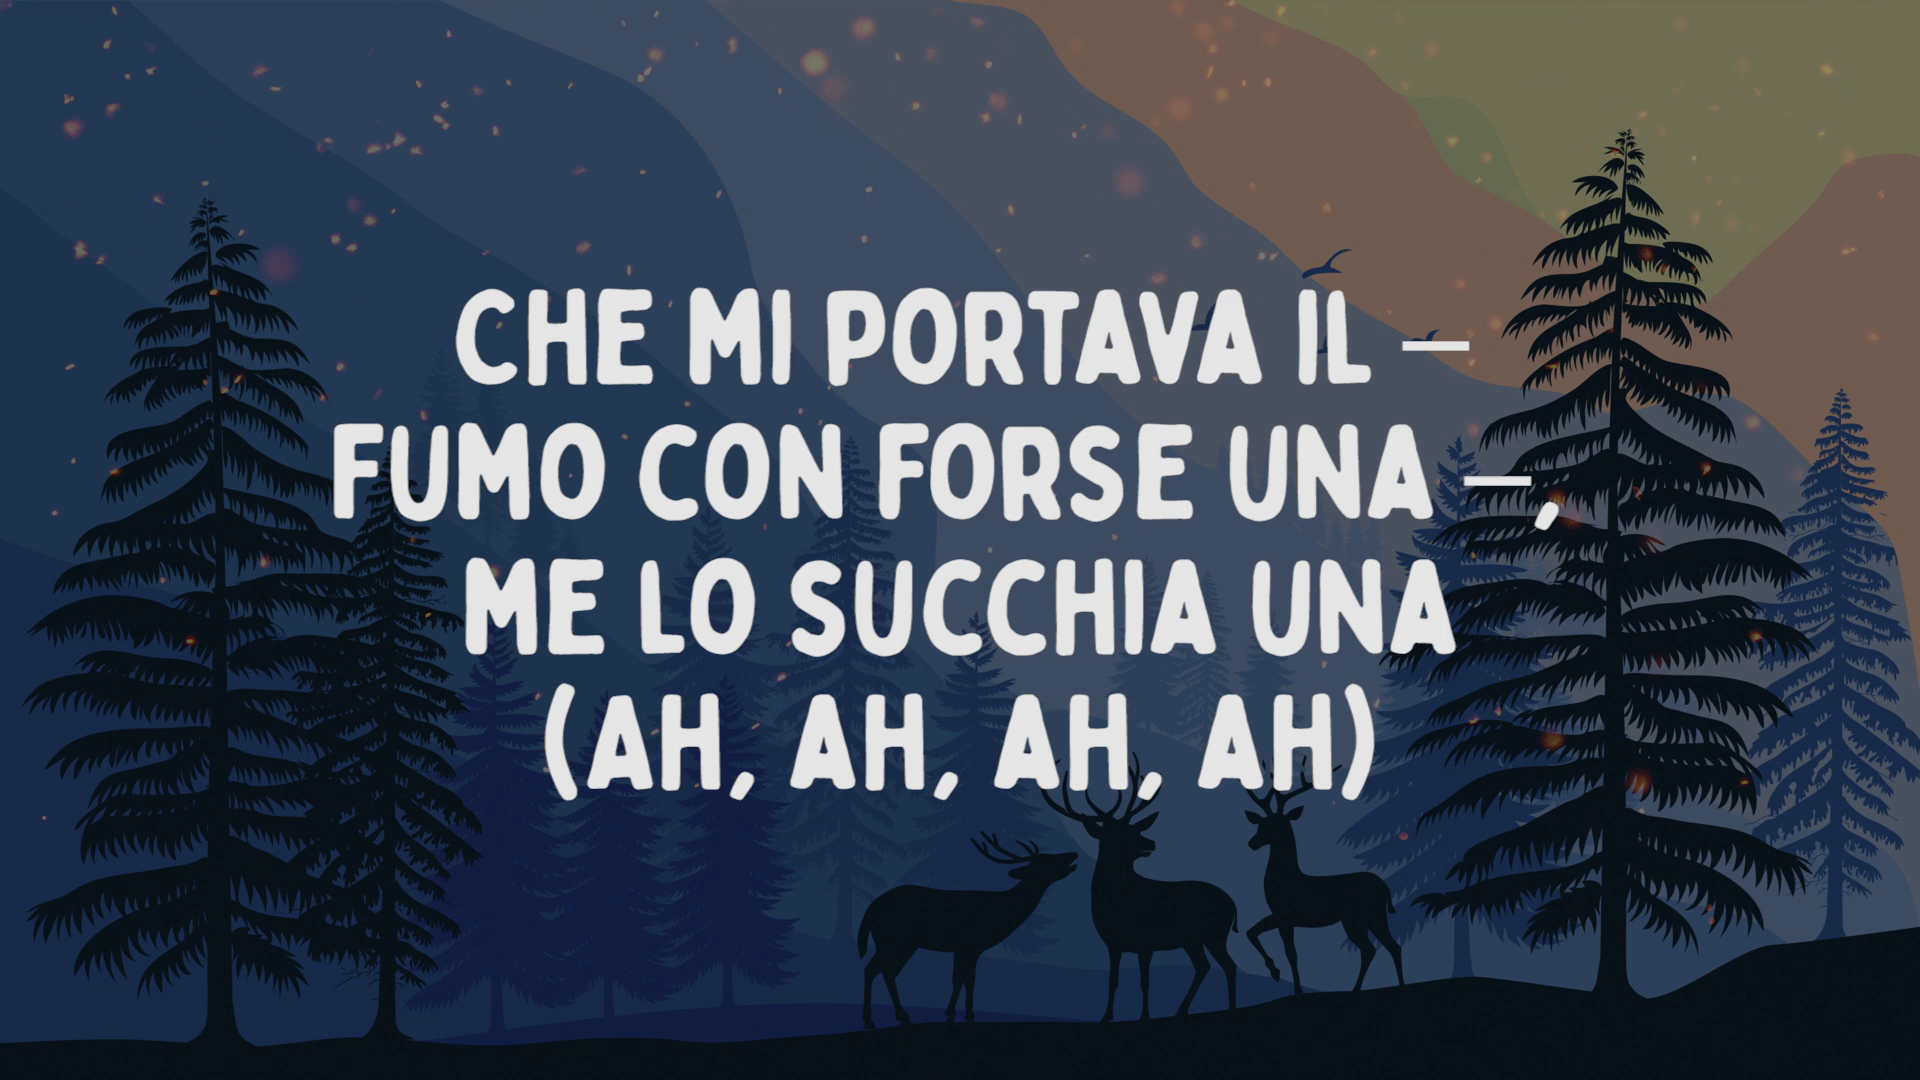 CHE MI PORTAVA IL –
FUMO CON FORSE UNA –,
ME LO SUCCHIA UNA
(AH, AH, AH, AH)